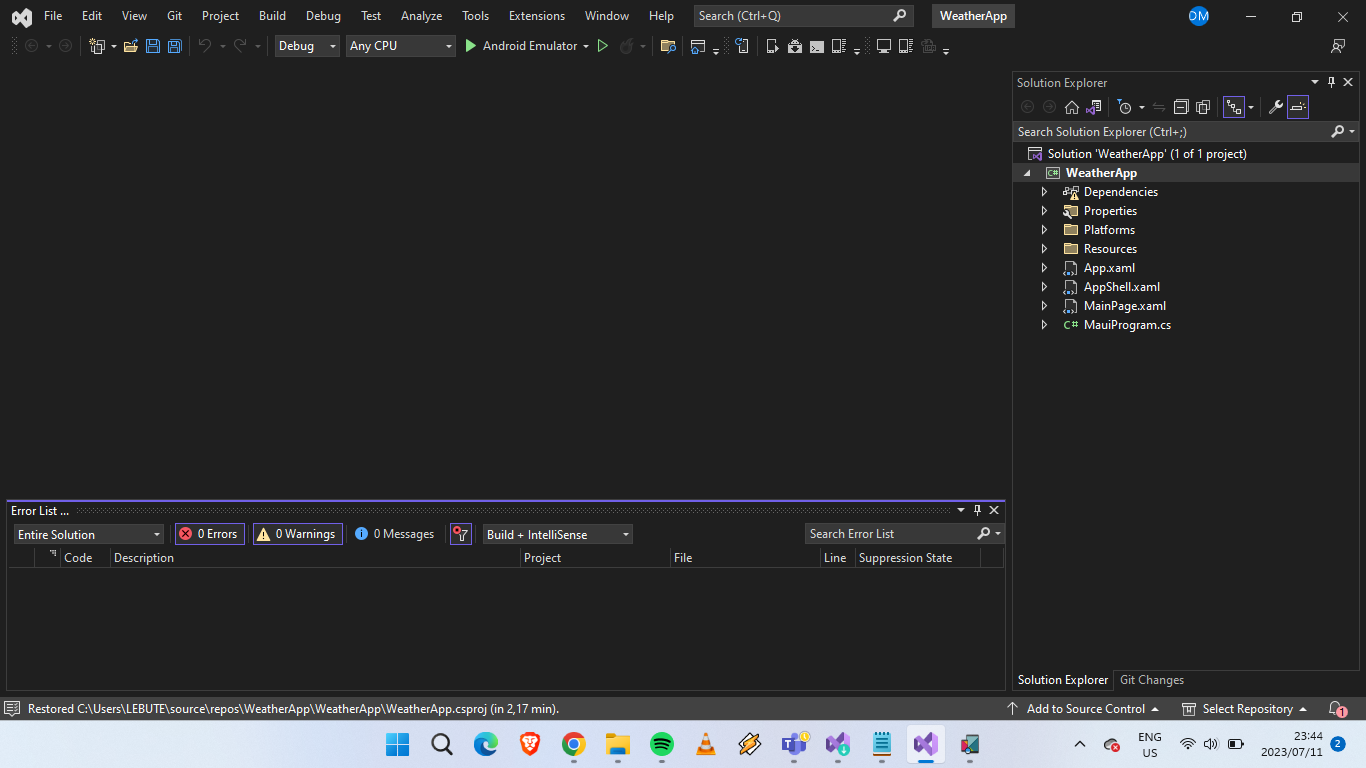 File Edit View Git Project Build Debug Test Analyze Tools Extensions Window Help Search (Ctrl+Q) WeatherApp DM
Debug Any CPU Android Emulator
Solution Explorer
Search Solution Explorer (Ctrl+;)
Solution 'WeatherApp' (1 of 1 project)
C# WeatherApp
Dependencies
Properties
Platforms
Resources
App.xaml
AppShell.xaml
MainPage.xaml
C# MauiProgram.cs
Error List ...
Entire Solution 0 Errors 0 Warnings 0 Messages Build + IntelliSense Search Error List
Code Description Project File Line Suppression State
Solution Explorer Git Changes
Restored C:\Users\LEBUTE\source\repos\WeatherApp\WeatherApp\WeatherApp.csproj (in 2,17 min). Add to Source Control Select Repository 1
ENG 23:44
US 2023/07/11 2